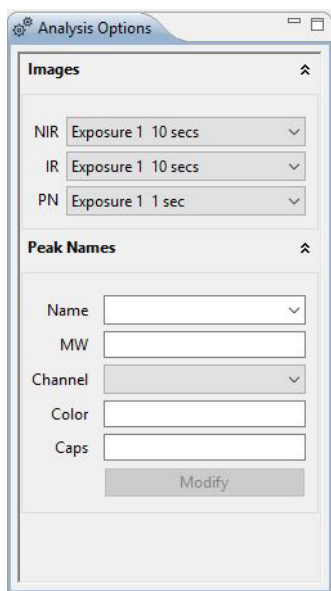 Analysis Options
Images
NIR Exposure 1 10 secs
IR Exposure 1 10 secs
PN Exposure 1 1 sec
Peak Names
Name
MW
Channel
Color
Caps
Modify